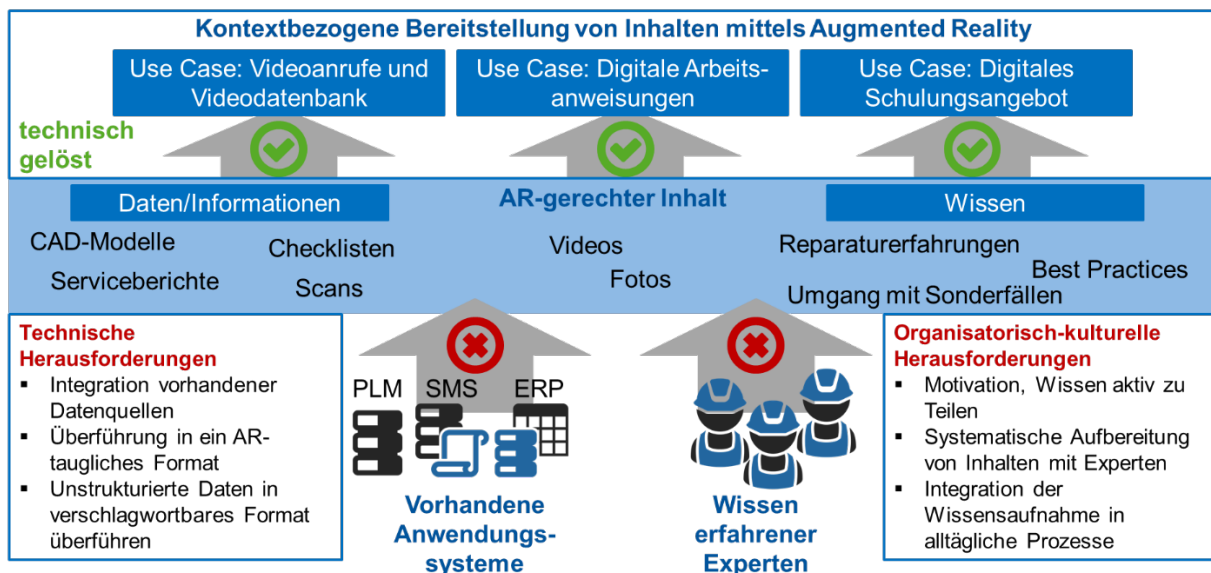 Kontextbezogene Bereitstellung von Inhalten mittels Augmented Reality
Use Case: Videoanrufe und
Videodatenbank
Use Case: Digitale Arbeits-
anweisungen
Use Case: Digitales
Schulungsangebot
technisch
gelöst
Daten/Informationen
AR-gerechter Inhalt
Wissen
CAD-Modelle
Checklisten
Serviceberichte
Scans
Videos
Fotos
Reparaturerfahrungen
Best Practices
Umgang mit Sonderfällen
Technische
Herausforderungen
▪ Integration vorhandener
Datenquellen
▪ Überführung in ein AR-
taugliches Format
▪ Unstrukturierte Daten in
verschlagwortbares Format
überführen
PLM
SMS
ERP
Vorhandene
Anwendungs-
systeme
Wissen
erfahrener
Experten
Organisatorisch-kulturelle
Herausforderungen
▪ Motivation, Wissen aktiv zu
Teilen
▪ Systematische Aufbereitung
von Inhalten mit Experten
▪ Integration der
Wissensaufnahme in
alltägliche Prozesse